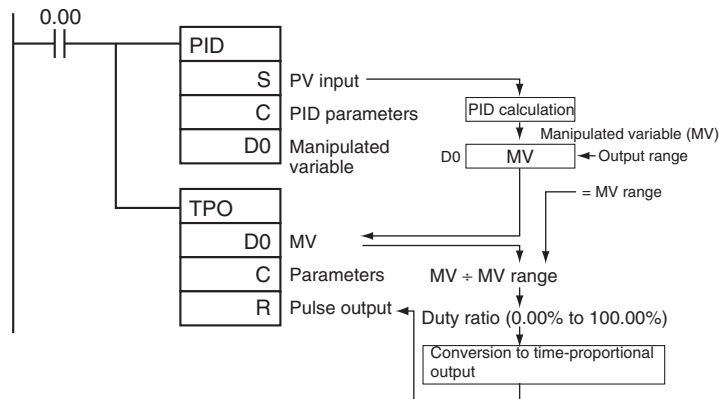 0.00
PID
S PV input
C PID parameters
D0 Manipulated
variable
PID calculation
Manipulated variable (MV)
D0 MV Output range
= MV range
TPO
D0 MV
C Parameters
R Pulse output
MV ÷ MV range
Duty ratio (0.00% to 100.00%)
Conversion to time-proportional
output